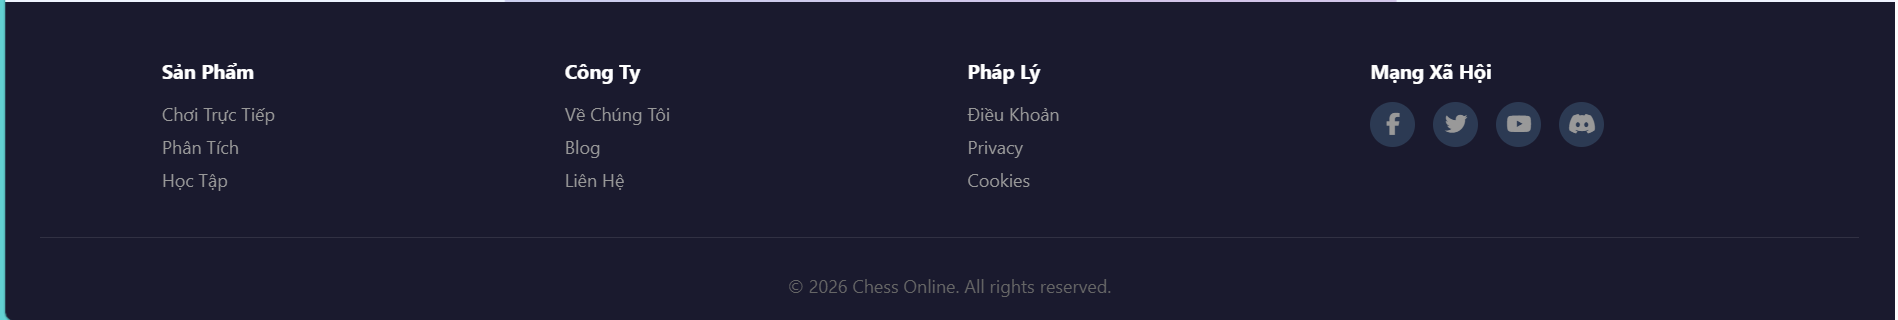 Sản Phẩm
Chơi Trực Tiếp
Phân Tích
Học Tập
Công Ty
Về Chúng Tôi
Blog
Liên Hệ
Pháp Lý
Điều Khoản
Privacy
Cookies
Mạng Xã Hội
© 2026 Chess Online. All rights reserved.